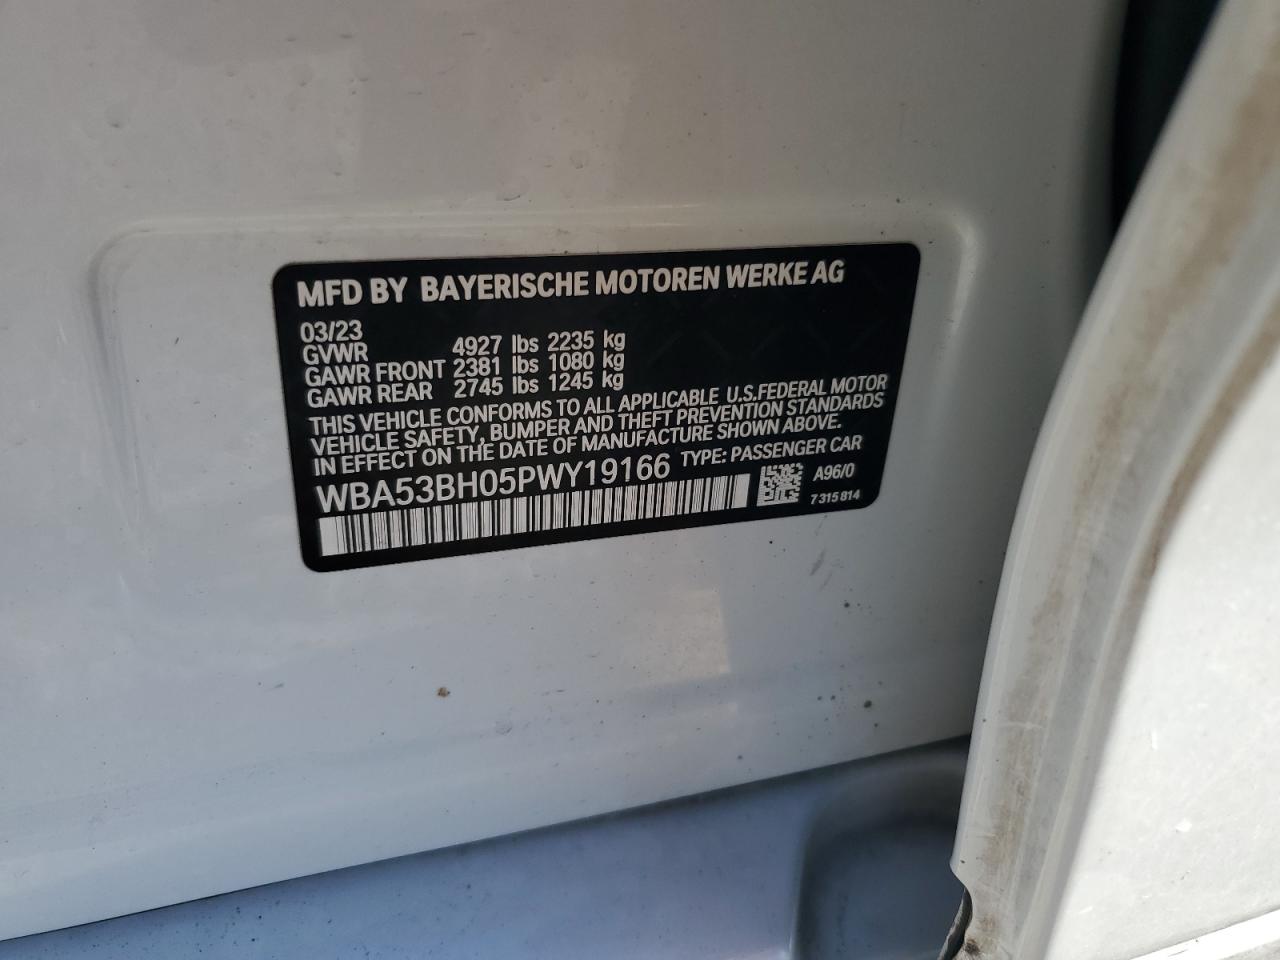 MFD BY BAYERISCHE MOTOREN WERKE AG
03/23
GVWR 4927 lbs 2235 kg
GAWR FRONT 2381 lbs 1080 kg
GAWR REAR 2745 lbs 1245 kg
THIS VEHICLE CONFORMS TO ALL APPLICABLE U.S.FEDERAL MOTOR
VEHICLE SAFETY, BUMPER AND THEFT PREVENTION STANDARDS
IN EFFECT ON THE DATE OF MANUFACTURE SHOWN ABOVE.
WBA53BH05PWY19166 TYPE: PASSENGER CAR
A96/0
7 315 814